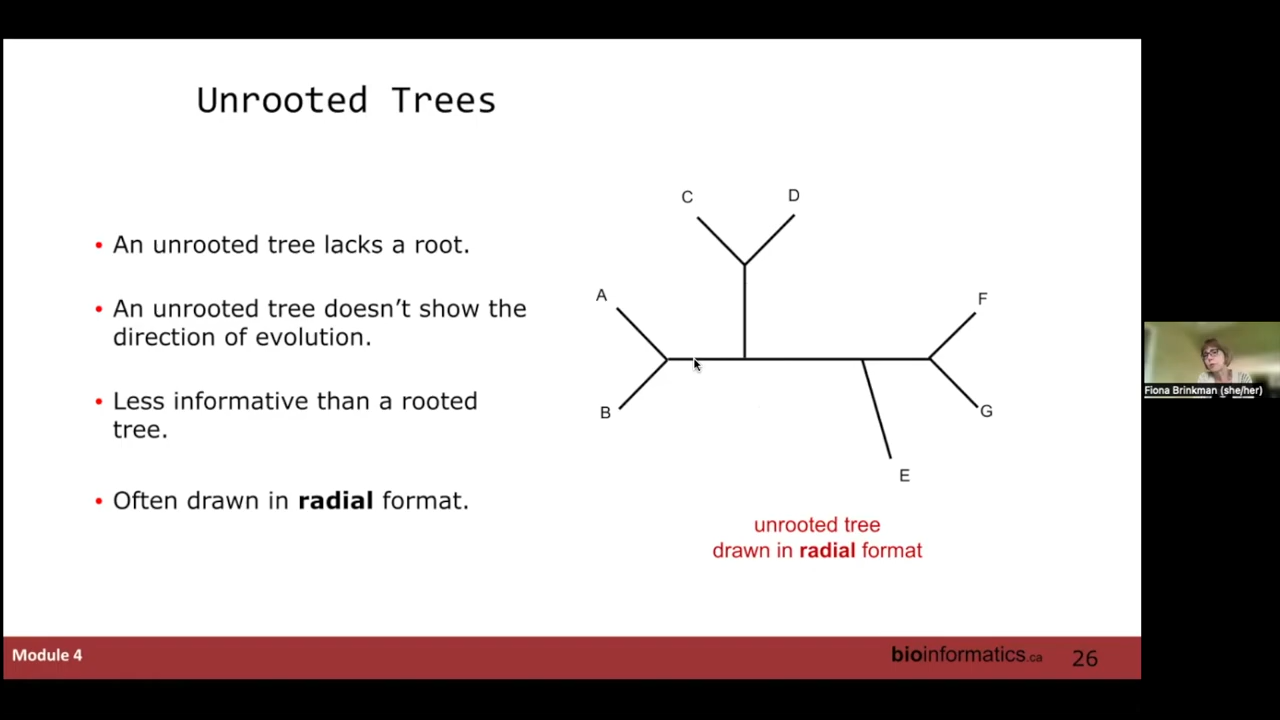 Unrooted Trees
• An unrooted tree lacks a root.
• An unrooted tree doesn’t show the
direction of evolution.
• Less informative than a rooted
tree.
• Often drawn in radial format.
C
D
A
F
B
G
E
unrooted tree
drawn in radial format
Fiona Brinkman (she/her)
Module 4
bioinformatics.ca
26